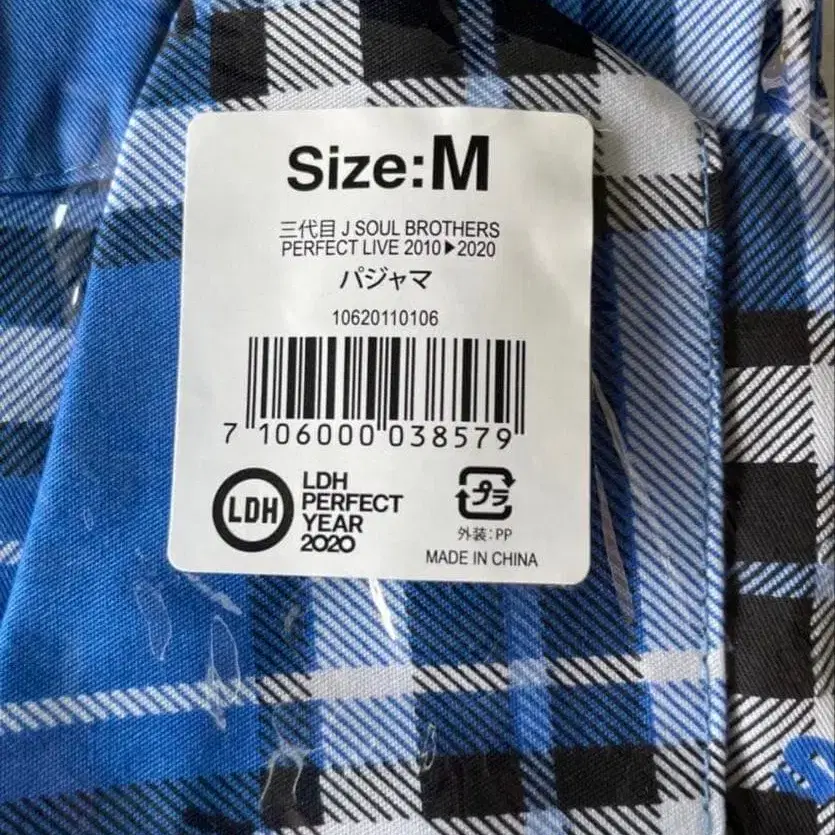 Size:M
三代目 J SOUL BROTHERS
PERFECT LIVE 2010▶2020
パジャマ
10620110106
7 106000 038579
LDH
LDH
PERFECT
YEAR
2020
プラ
外装:PP
MADE IN CHINA
S